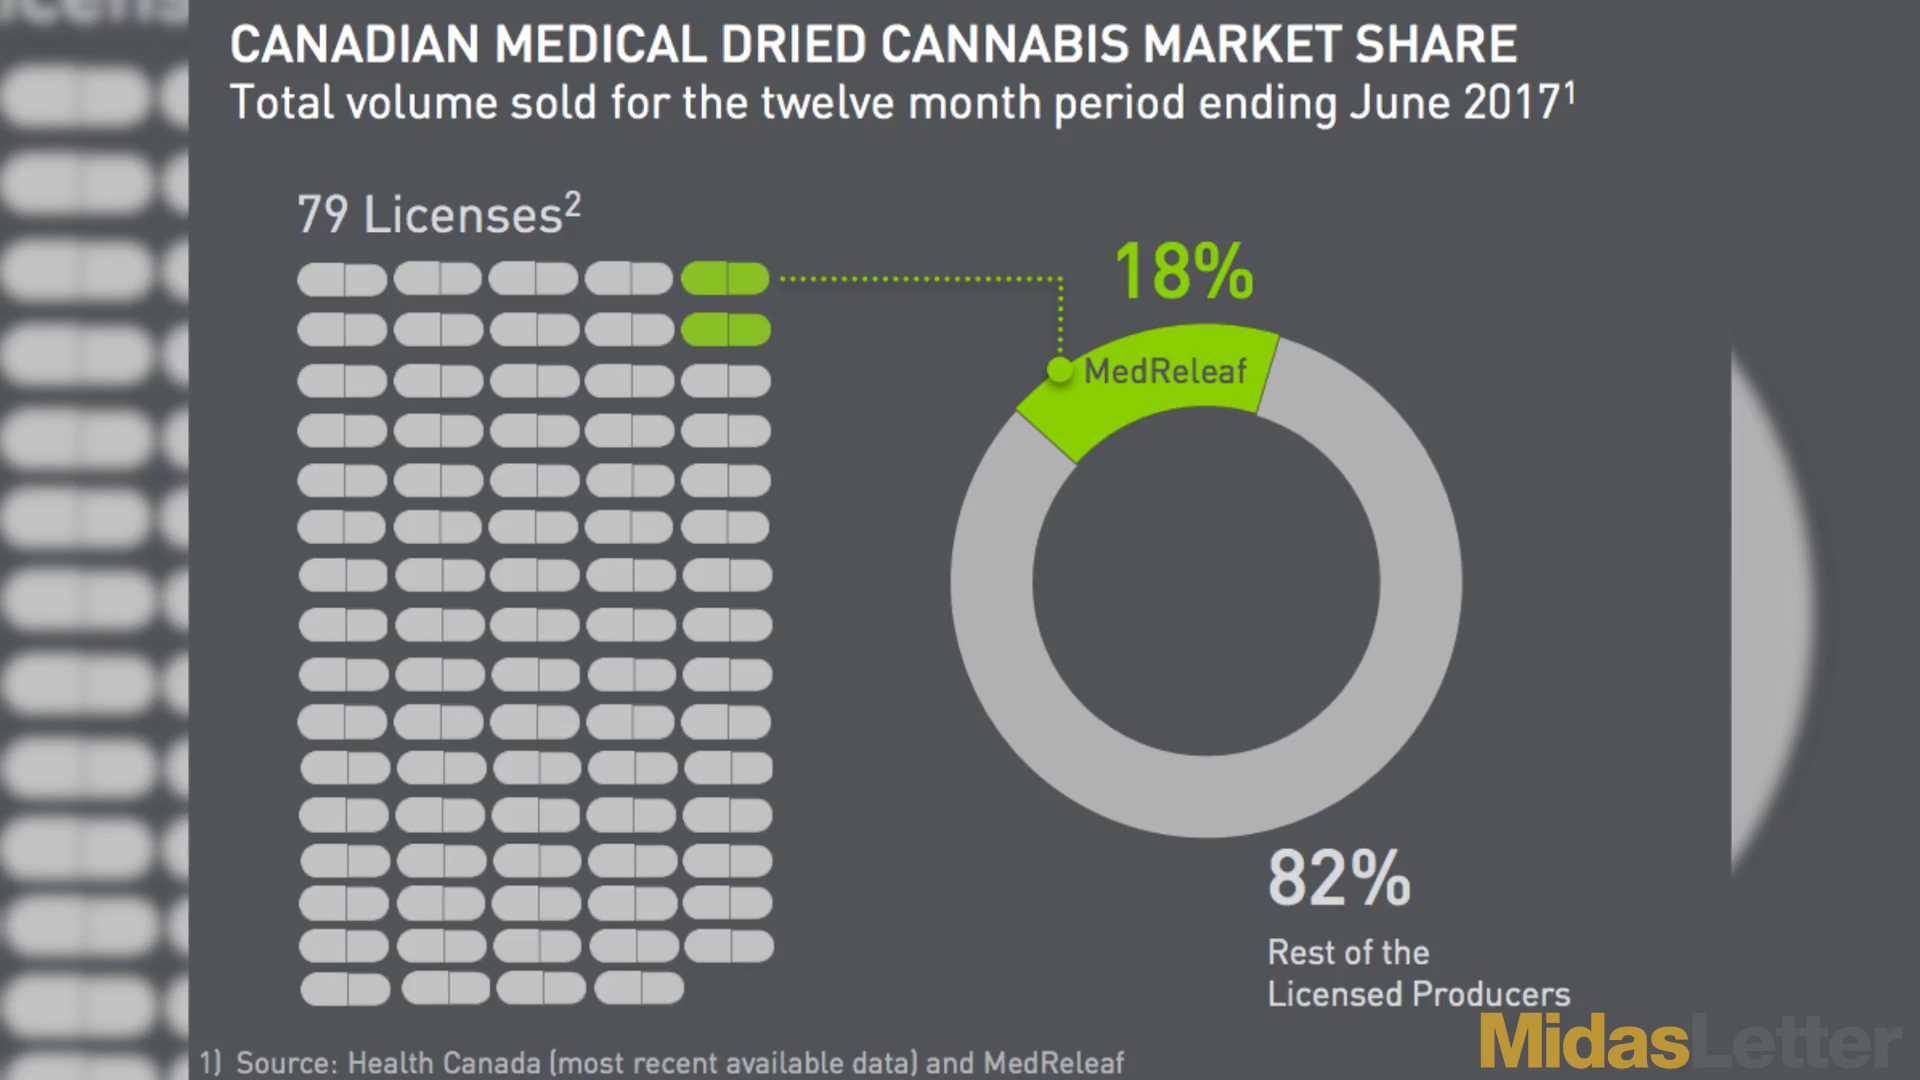 CANADIAN MEDICAL DRIED CANNABIS MARKET SHARE
Total volume sold for the twelve month period ending June 2017¹
79 Licenses²
18%
MedReleaf
82%
Rest of the
Licensed Producers
1) Source: Health Canada (most recent available data) and MedReleaf
MidasLetter